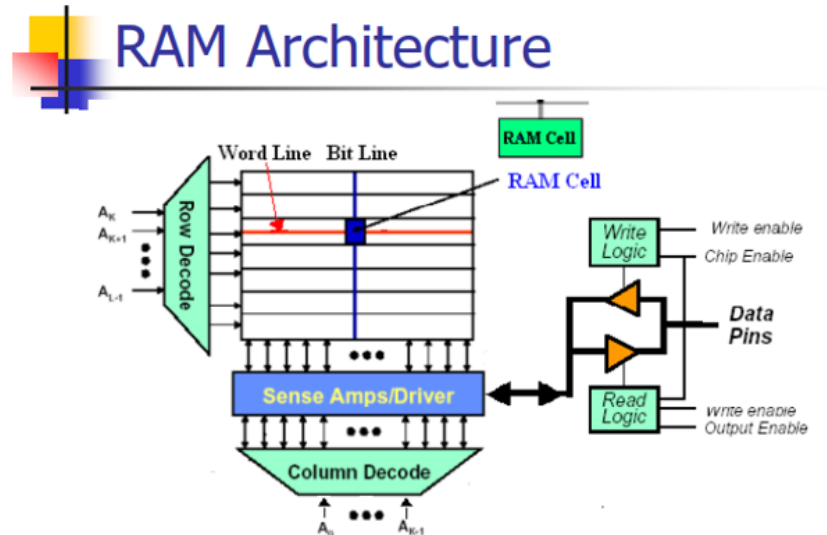 RAM Architecture
RAM Cell
Word Line Bit Line
RAM Cell
Row Decode
A_K
A_K+1
A_L-1
Write Logic
Write enable
Chip Enable
Data Pins
Sense Amps/Driver
Read Logic
Write enable
Output Enable
Column Decode
A_K-1